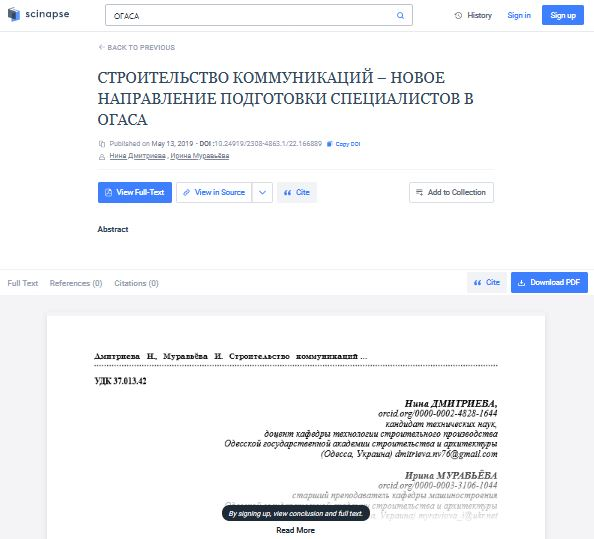 scinapse
ОГАСА
History
Sign in
Sign up
BACK TO PREVIOUS
СТРОИТЕЛЬСТВО КОММУНИКАЦИЙ – НОВОЕ
НАПРАВЛЕНИЕ ПОДГОТОВКИ СПЕЦИАЛИСТОВ В
ОГАСА
Published on May 13, 2019 · DOI :10.24919/2308-4863.1/22.166889 Copy DOI
Нина Дмитриева , Ирина Муравьёва
View Full-Text
View in Source
Cite
Add to Collection
Abstract
Full Text References (0) Citations (0)
Cite
Download PDF
Дмитриева Н., Муравьёва И. Строительство коммуникаций ...
УДК 37.013.42
Нина ДМИТРИЕВА,
orcid.org/0000-0002-4828-1644
кандидат технических наук,
доцент кафедры технологии строительного производства
Одесской государственной академии строительства и архитектуры
(Одесса, Украина) dmitrieva.nv76@gmail.com
Ирина МУРАВЬЁВА
orcid.org/0000-0003-3106-1044
старший преподаватель кафедры машиностроения
Одесской государственной академии строительства и архитектуры
By signing up, view conclusion and full text.
Украина) myraviova_i@ukr.net
Read More